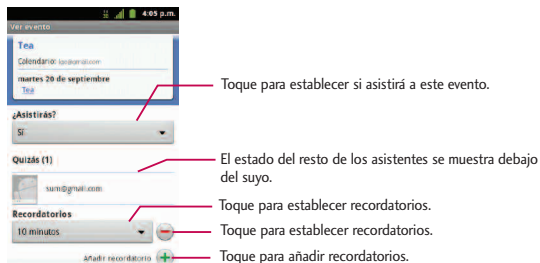 4:05 p.m.
Ver evento
Tea
Calendario:
martes 20 de septiembre
Tea
Toque para establecer si asistirá a este evento.
¿Asistirás?
Sí
Quizás (1)
El estado del resto de los asistentes se muestra debajo
del suyo.
sum@gmail.com
Recordatorios
Toque para establecer recordatorios.
10 minutos
Toque para establecer recordatorios.
Añadir recordatorio
Toque para añadir recordatorios.